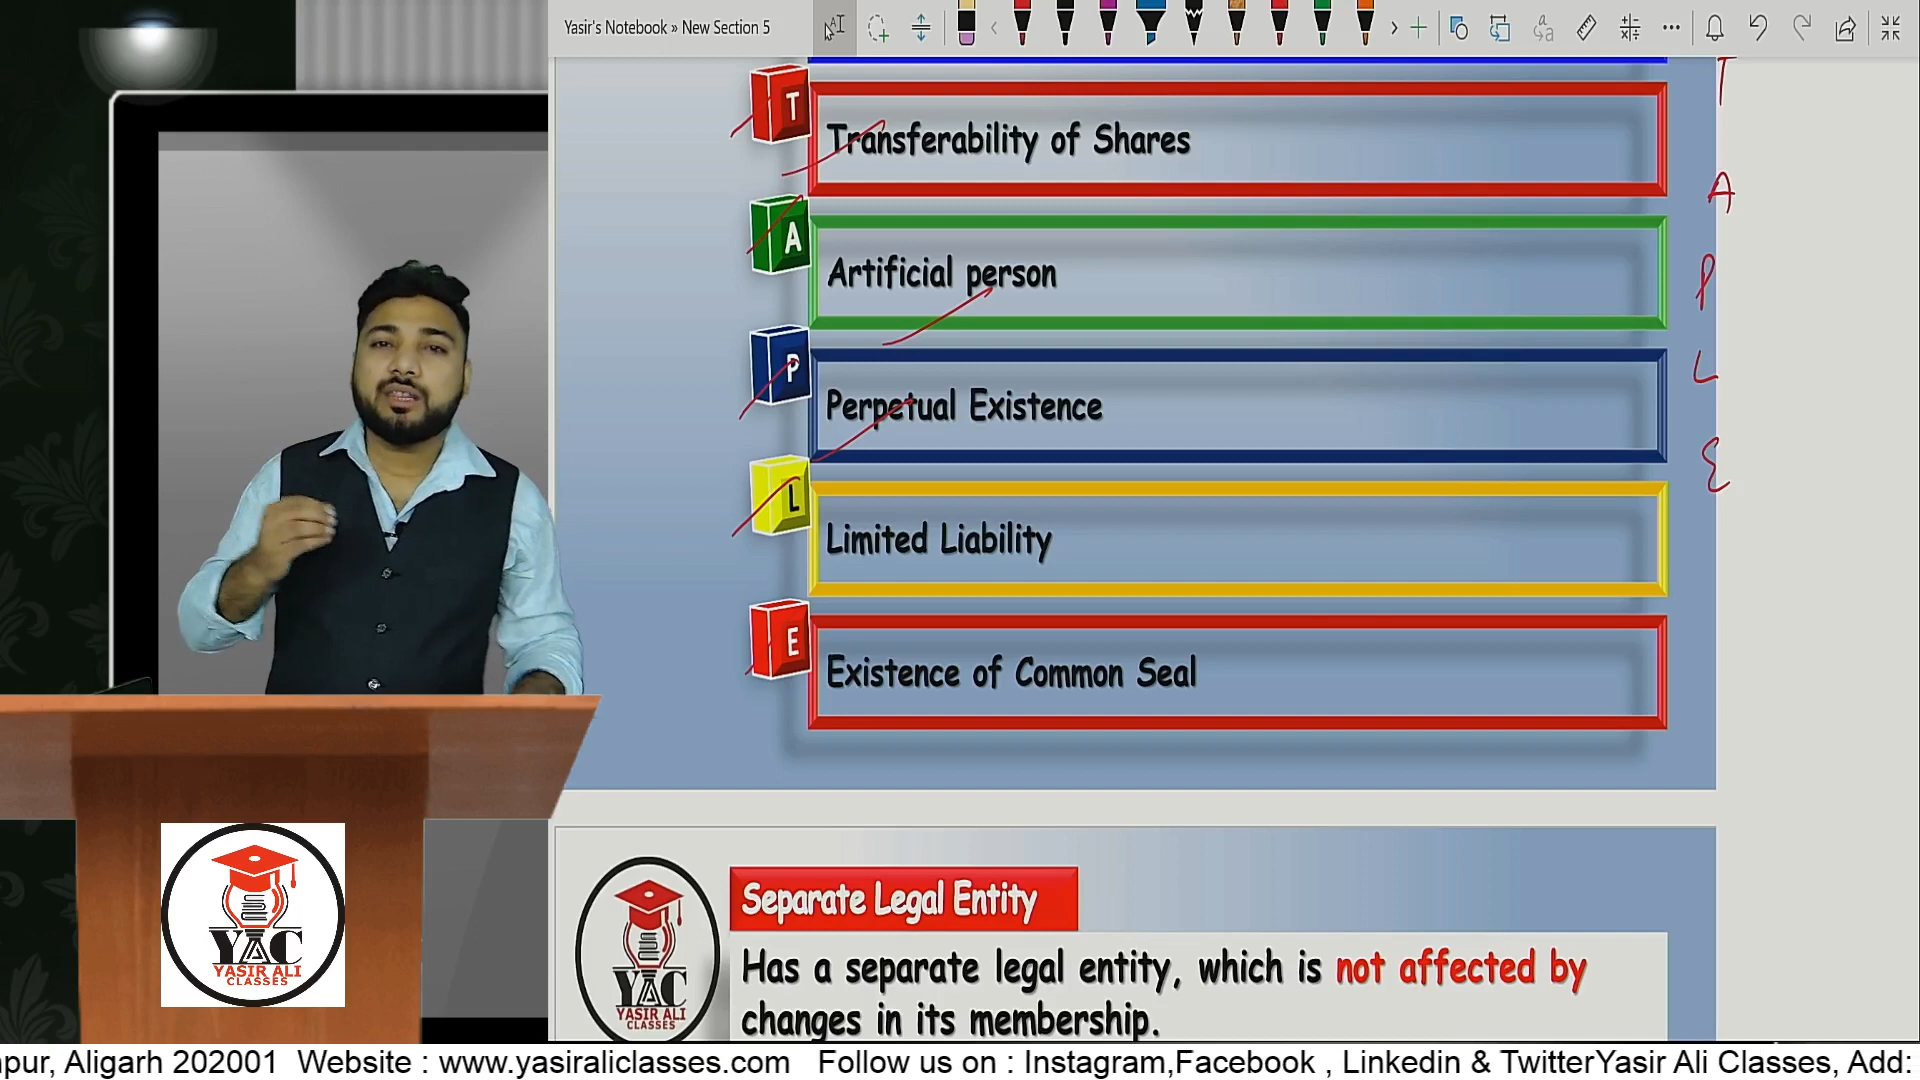 Yasir's Notebook » New Section 5
T
Transferability of Shares
T
A
Artificial person
A
P
Perpetual Existence
P
L
Limited Liability
L
E
Existence of Common Seal
E
YAC
YASIR ALI
CLASSES
YAC
YASIR ALI
CLASSES
Separate Legal Entity
Has a separate legal entity, which is not affected by
changes in its membership.
npur, Aligarh 202001 Website : www.yasiraliclasses.com Follow us on : Instagram,Facebook , Linkedin & TwitterYasir Ali Classes, Add: